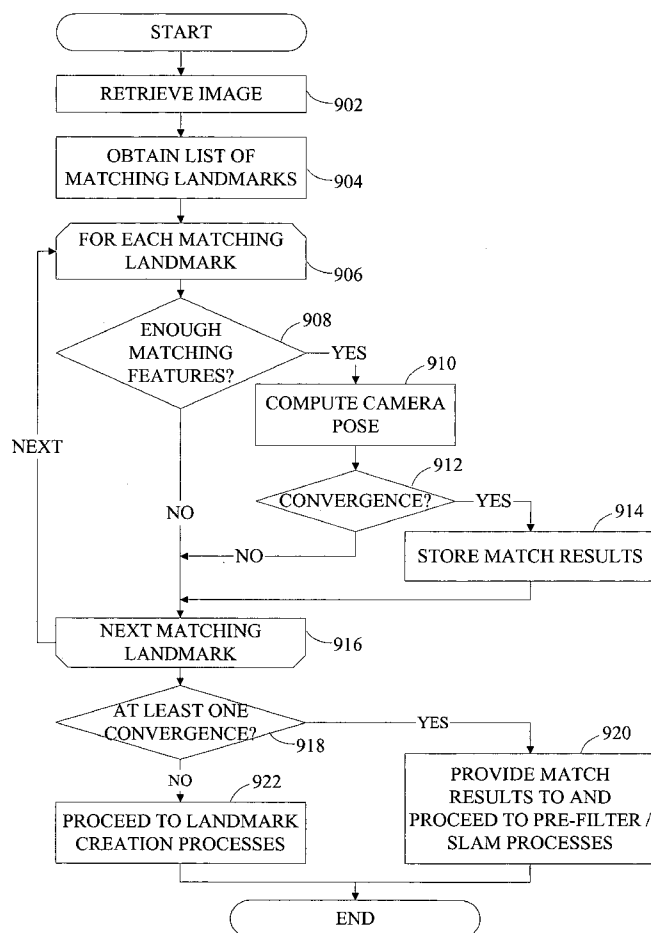 START
RETRIEVE IMAGE
902
OBTAIN LIST OF
MATCHING LANDMARKS
904
FOR EACH MATCHING
LANDMARK
906
908
ENOUGH
MATCHING
FEATURES?
YES
910
COMPUTE CAMERA
POSE
NEXT
912
CONVERGENCE?
YES
914
NO
NO
STORE MATCH RESULTS
NEXT MATCHING
LANDMARK
916
AT LEAST ONE
CONVERGENCE?
918
YES
920
NO
922
PROVIDE MATCH
RESULTS TO AND
PROCEED TO PRE-FILTER /
SLAM PROCESSES
PROCEED TO LANDMARK
CREATION PROCESSES
END